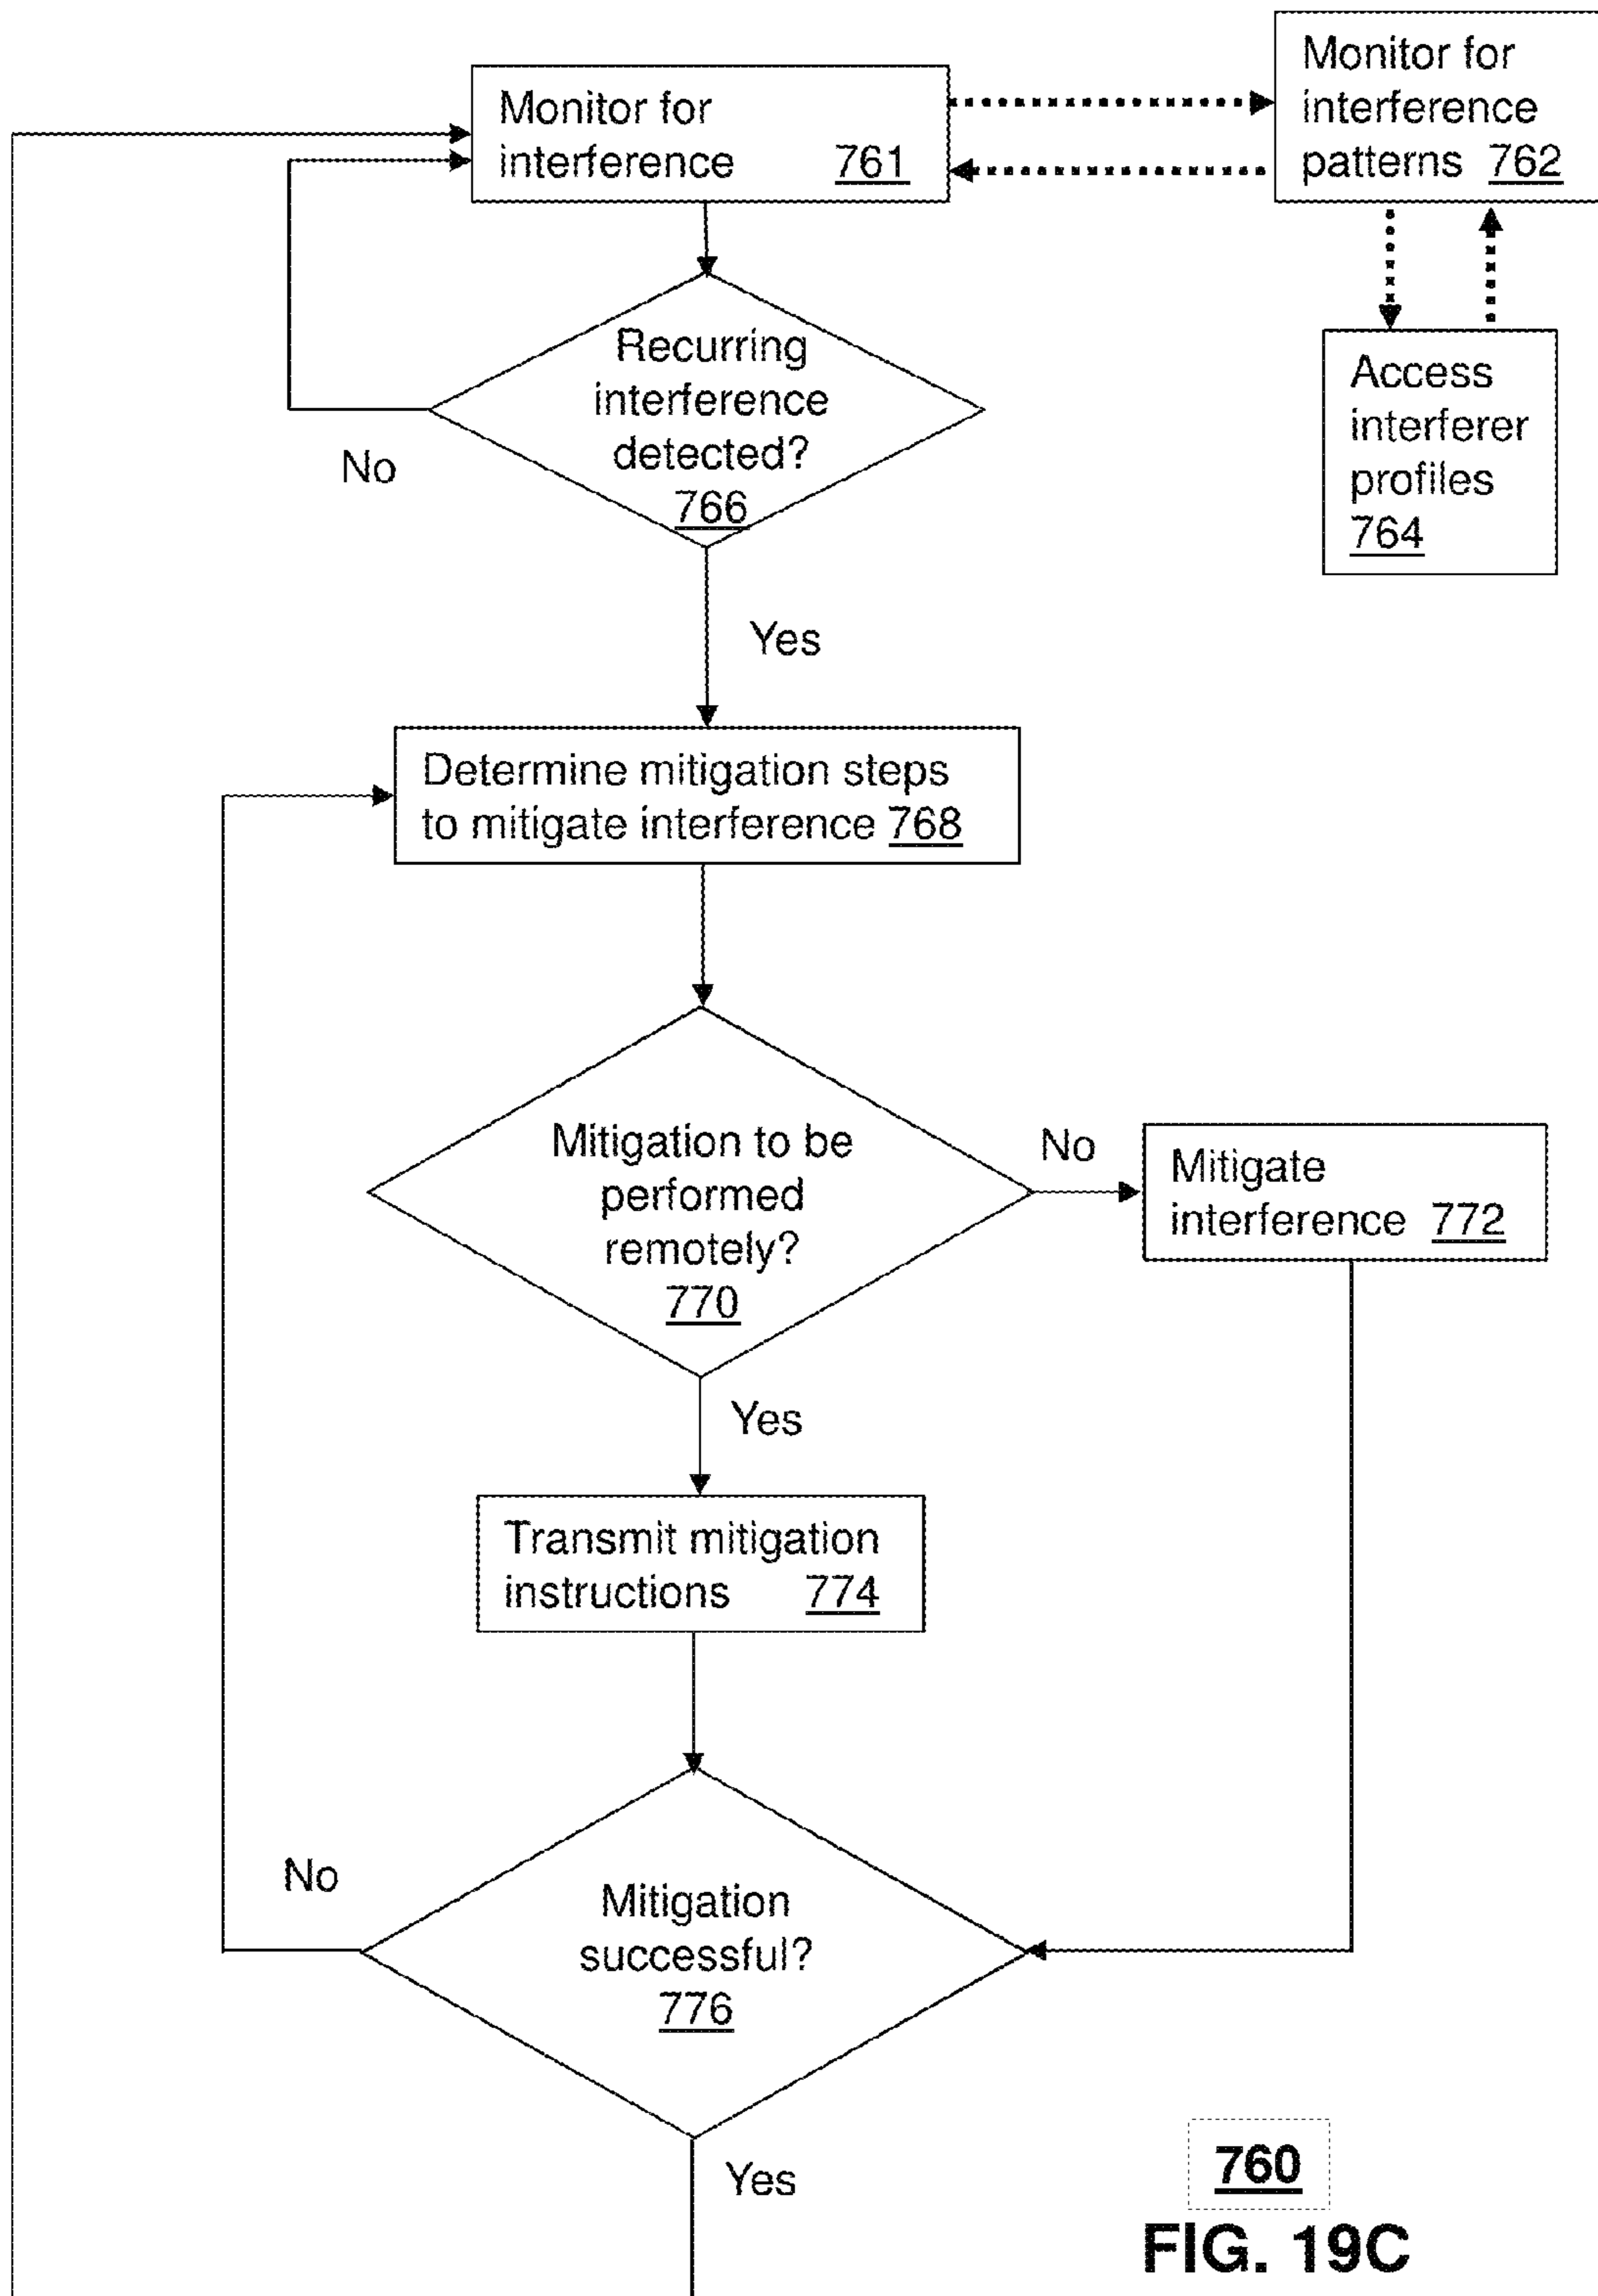 Monitor for
interference 761
Monitor for
interference
patterns 762
Recurring
interference
detected?
766
No
Access
interferer
profiles
764
Yes
Determine mitigation steps
to mitigate interference 768
Mitigation to be
performed
remotely?
770
No
Mitigate
interference 772
Yes
Transmit mitigation
instructions 774
No
Mitigation
successful?
776
Yes
760
FIG. 19C